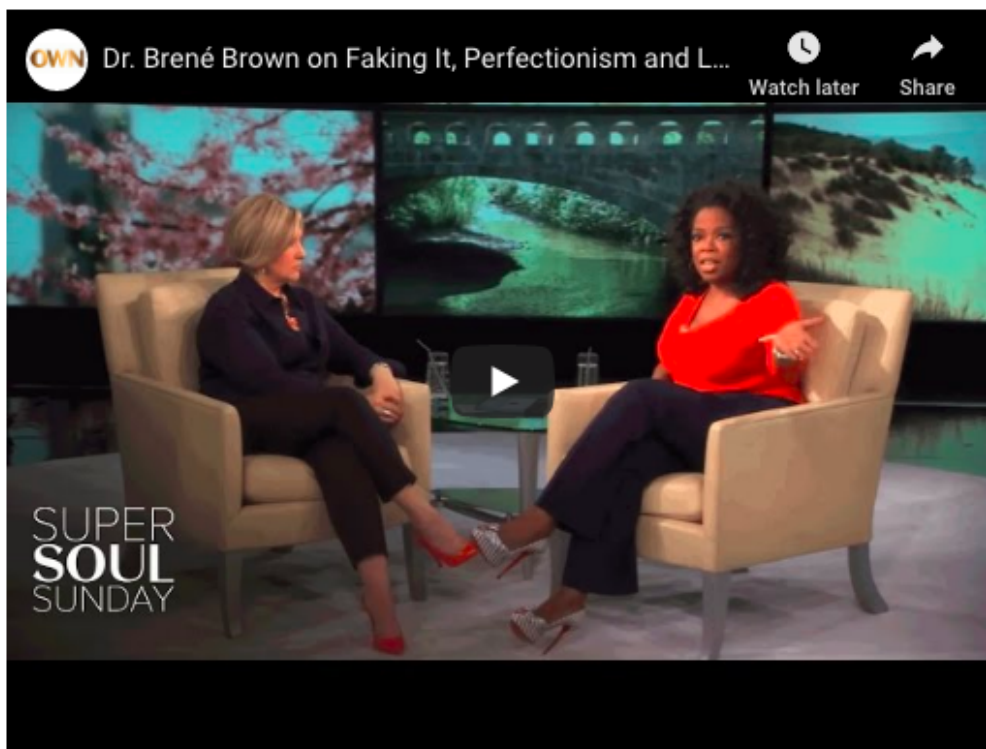 OWN
Dr. Brené Brown on Faking It, Perfectionism and L...
Watch later
Share
SUPER
SOUL
SUNDAY